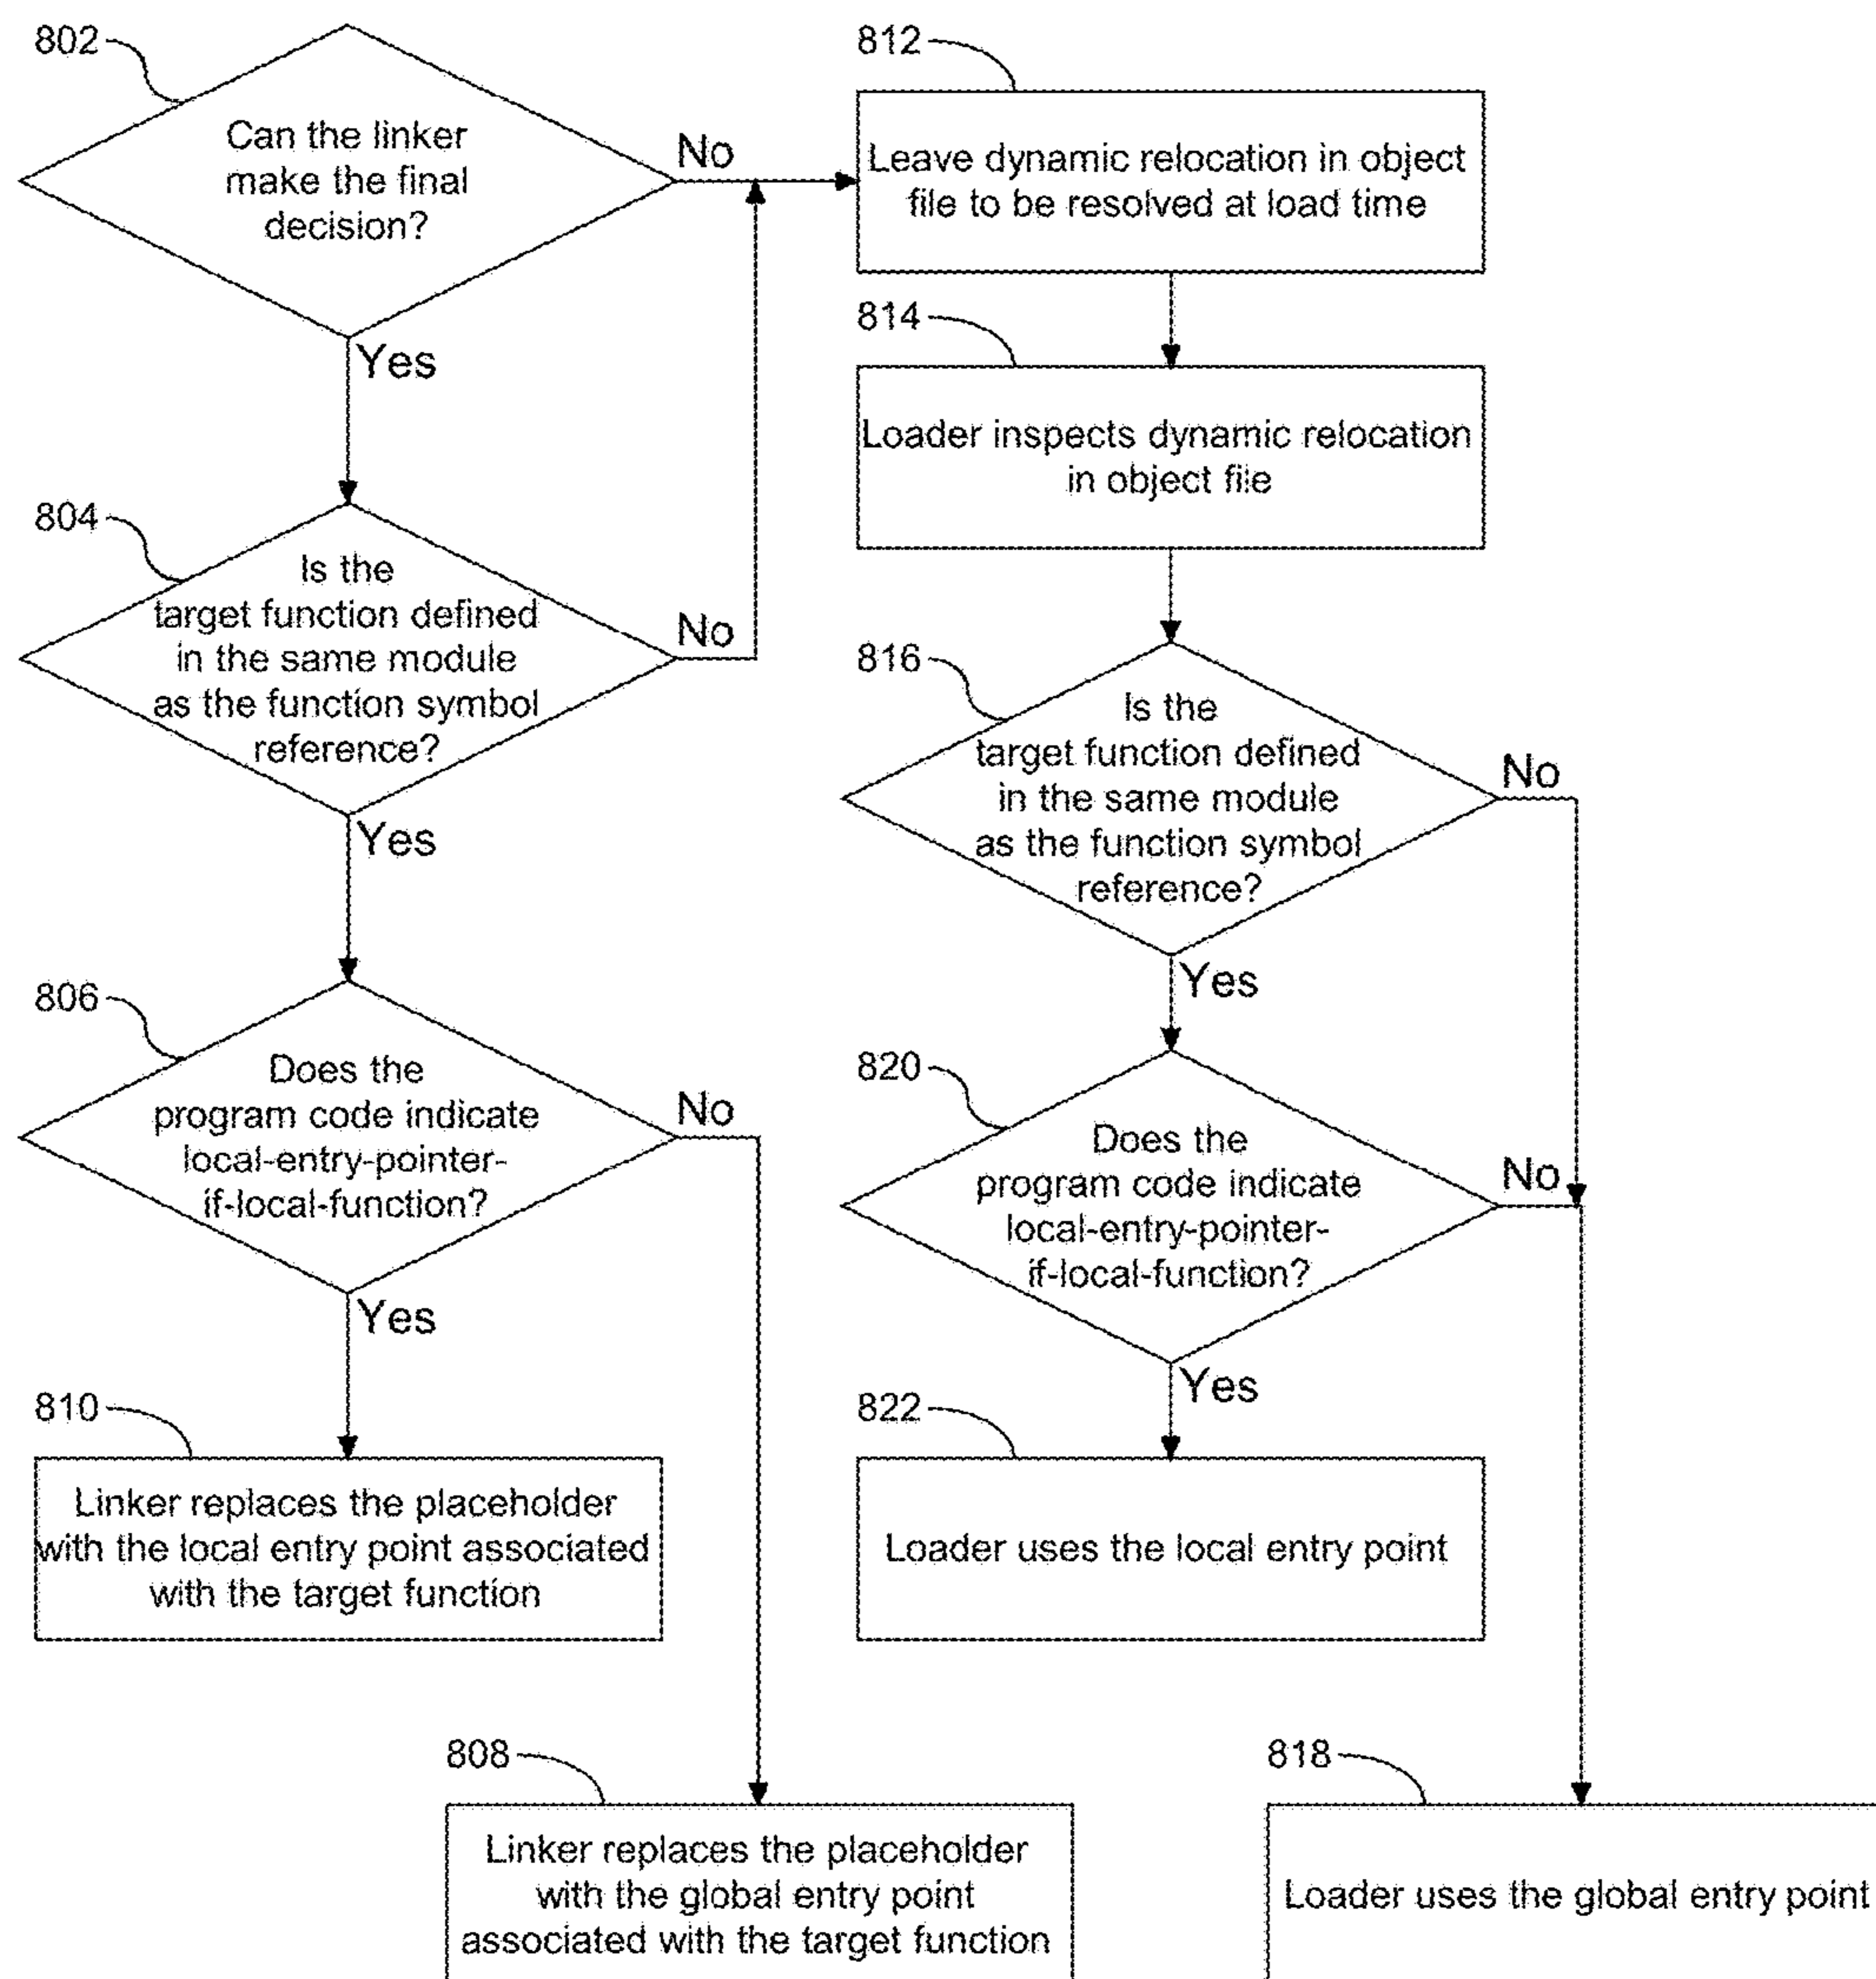 802
Can the linker
make the final
decision?
No
Yes
804
Is the
target function defined
in the same module
as the function symbol
reference?
No
Yes
806
Does the
program code indicate
local-entry-pointer-
if-local-function?
No
Yes
810
Linker replaces the placeholder
with the local entry point associated
with the target function
808
Linker replaces the placeholder
with the global entry point
associated with the target function
812
Leave dynamic relocation in object
file to be resolved at load time
814
Loader inspects dynamic relocation
in object file
816
Is the
target function defined
in the same module
as the function symbol
reference?
No
Yes
820
Does the
program code indicate
local-entry-pointer-
if-local-function?
No
Yes
822
Loader uses the local entry point
818
Loader uses the global entry point